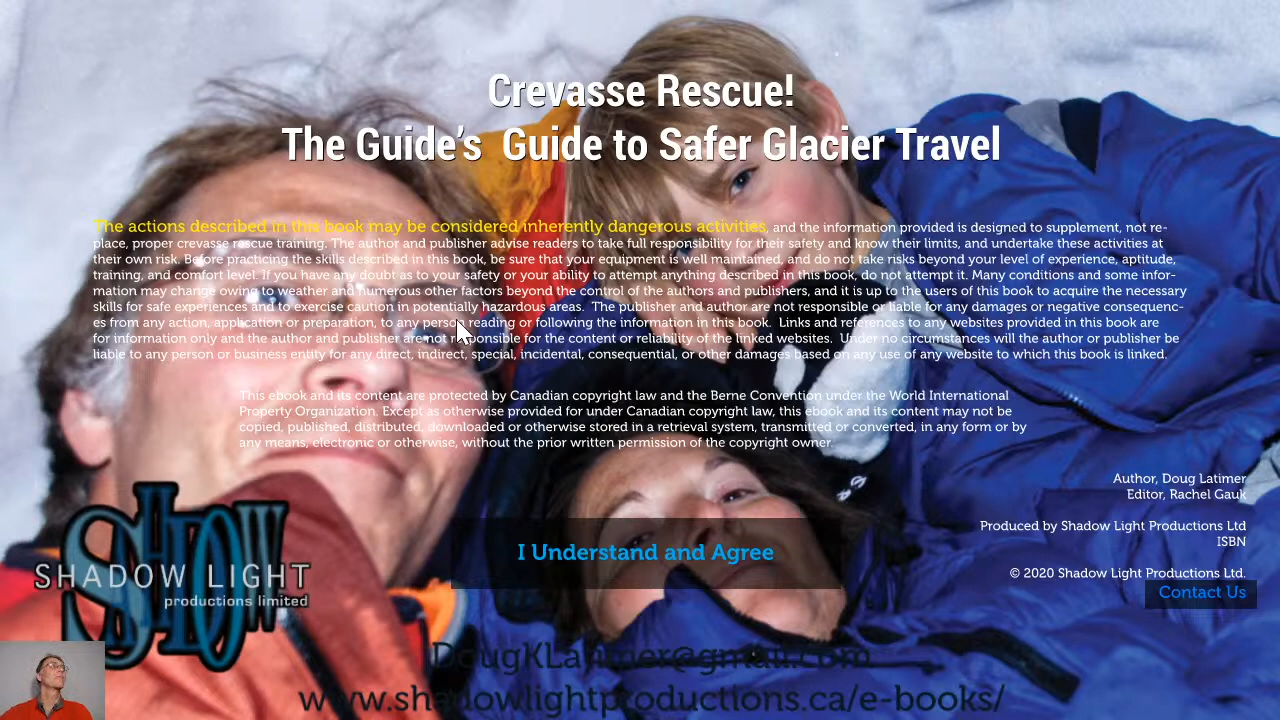 Crevasse Rescue!
The Guide's  Guide to Safer Glacier Travel
The actions described in this book may be considered inherently dangerous activities, and the information provided is designed to supplement, not re-
place, proper crevasse rescue training. The author and publisher advise readers to take full responsibility for their safety and know their limits, and undertake these activities at
their own risk. Before practicing the skills described in this book, be sure that your equipment is well maintained, and do not take risks beyond your level of experience, aptitude,
training, and comfort level. If you have any doubt as to your safety or your ability to attempt anything described in this book, do not attempt it. Many conditions and some infor-
mation may change owing to weather and numerous other factors beyond the control of the authors and publishers, and it is up to the users of this book to acquire the necessary
skills for safe experiences and to exercise caution in potentially hazardous areas.  The publisher and author are not responsible or liable for any damages or negative consequenc-
es from any action, application or preparation, to any person reading or following the information in this book.  Links and references to any websites provided in this book are
for information only and the author and publisher are not responsible for the content or reliability of the linked websites.  Under no circumstances will the author or publisher be
liable to any person or business entity for any direct, indirect, special, incidental, consequential, or other damages based on any use of any website to which this book is linked.
This ebook and its content are protected by Canadian copyright law and the Berne Convention under the World International
Property Organization. Except as otherwise provided for under Canadian copyright law, this ebook and its content may not be
copied, published, distributed, downloaded or otherwise stored in a retrieval system, transmitted or converted, in any form or by
any means, electronic or otherwise, without the prior written permission of the copyright owner.
Author, Doug Latimer
Editor, Rachel Gauk
Produced by Shadow Light Productions Ltd
ISBN
© 2020 Shadow Light Productions Ltd.
Contact Us
I Understand and Agree
SHADOW
SHADOW LIGHT
productions limited
DougKLatimer@gmail.com
www.shadowlightproductions.ca/e-books/